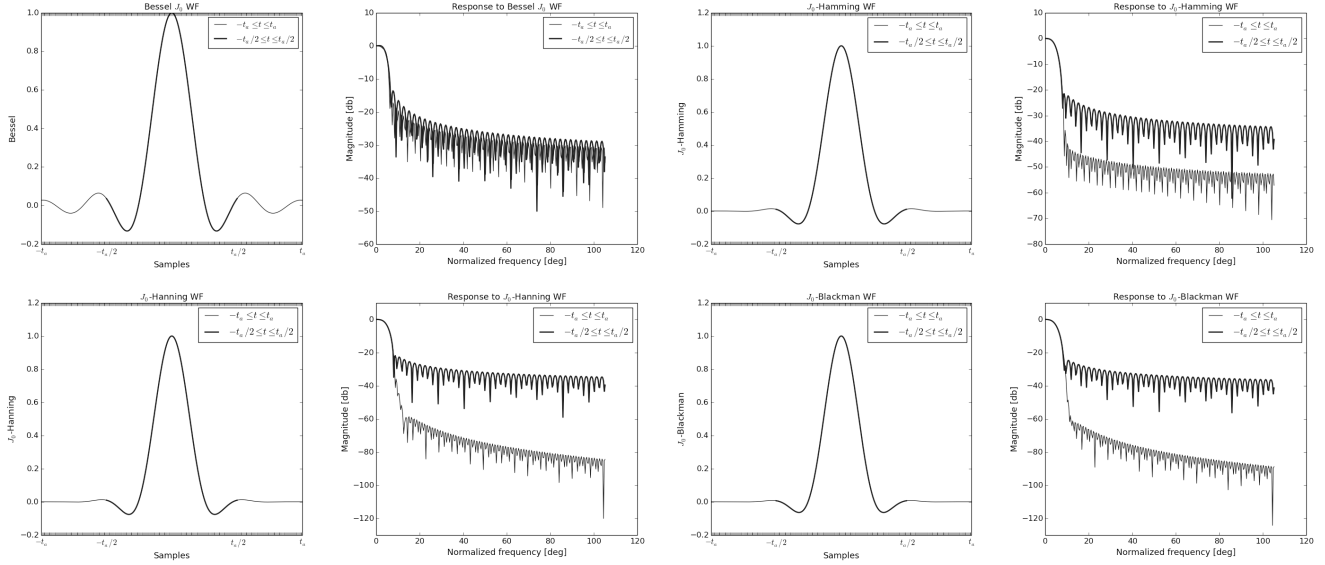 Bessel J₀ WF
−tₐ ≤t ≤tₐ
−tₐ/2≤t≤tₐ/2
Bessel
1.0
0.8
0.6
0.4
0.2
0.0
−0.2
−tₐ
−tₐ/2
tₐ/2
tₐ
Samples
Response to Bessel J₀ WF
−tₐ ≤t ≤tₐ
−tₐ/2≤t≤tₐ/2
Magnitude [db]
10
0
−10
−20
−30
−40
−50
−60
0
20
40
60
80
100
120
Normalized frequency [deg]
J₀-Hamming WF
−tₐ ≤t ≤tₐ
−tₐ/2≤t≤tₐ/2
J₀-Hamming
1.2
1.0
0.8
0.6
0.4
0.2
0.0
−0.2
−tₐ
−tₐ/2
tₐ/2
tₐ
Samples
Response to J₀-Hamming WF
−tₐ ≤t ≤tₐ
−tₐ/2≤t≤tₐ/2
Magnitude [db]
10
0
−10
−20
−30
−40
−50
−60
−70
−80
0
20
40
60
80
100
120
Normalized frequency [deg]
J₀-Hanning WF
−tₐ ≤t ≤tₐ
−tₐ/2≤t≤tₐ/2
J₀-Hanning
1.2
1.0
0.8
0.6
0.4
0.2
0.0
−0.2
−tₐ
−tₐ/2
tₐ/2
tₐ
Samples
Response to J₀-Hanning WF
−tₐ ≤t ≤tₐ
−tₐ/2≤t≤tₐ/2
Magnitude [db]
0
−20
−40
−60
−80
−100
−120
0
20
40
60
80
100
120
Normalized frequency [deg]
J₀-Blackman WF
−tₐ ≤t ≤tₐ
−tₐ/2≤t≤tₐ/2
J₀-Blackman
1.2
1.0
0.8
0.6
0.4
0.2
0.0
−0.2
−tₐ
−tₐ/2
tₐ/2
tₐ
Samples
Response to J₀-Blackman WF
−tₐ ≤t ≤tₐ
−tₐ/2≤t≤tₐ/2
Magnitude [db]
0
−20
−40
−60
−80
−100
−120
0
20
40
60
80
100
120
Normalized frequency [deg]